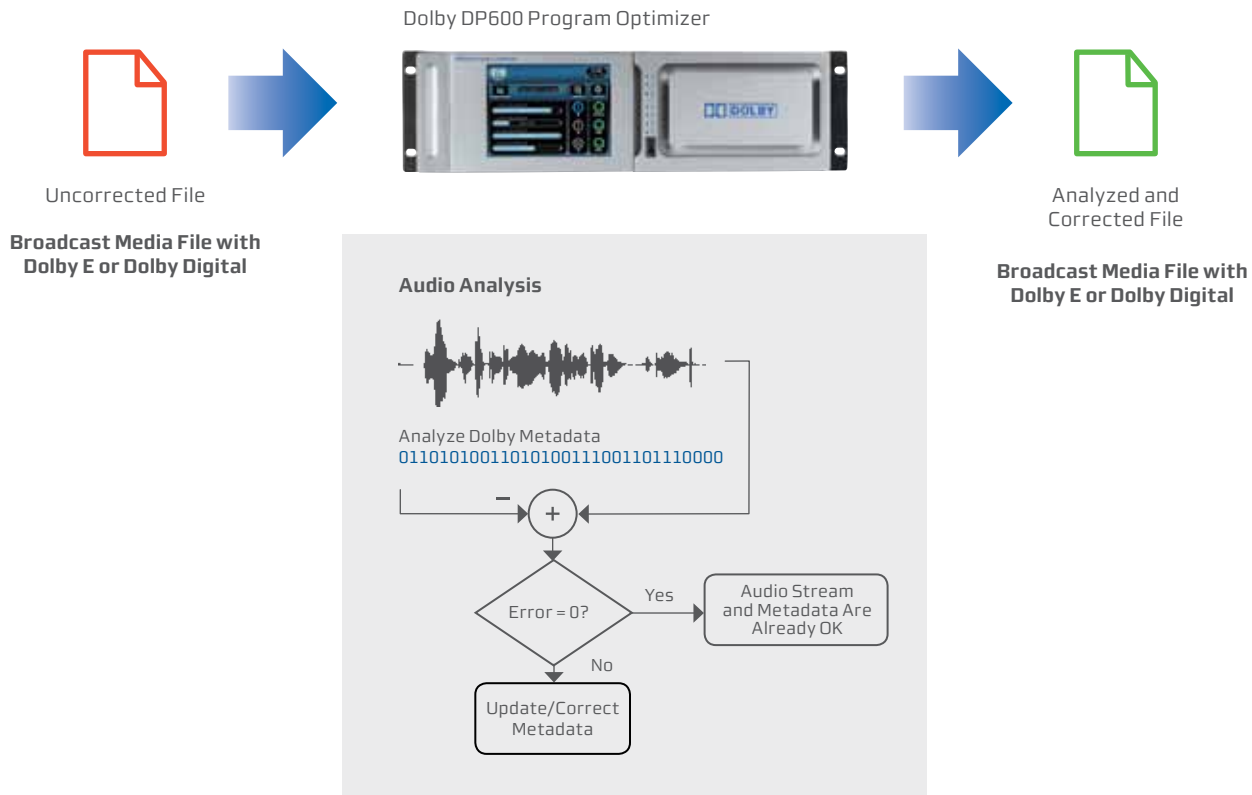 Dolby DP600 Program Optimizer
DOLBY
Uncorrected File
Broadcast Media File with
Dolby E or Dolby Digital
Analyzed and
Corrected File
Broadcast Media File with
Dolby E or Dolby Digital
Audio Analysis
Analyze Dolby Metadata
01101010011010100111001101110000
–
+
Error = 0?
Yes
Audio Stream
and Metadata Are
Already OK
No
Update/Correct
Metadata